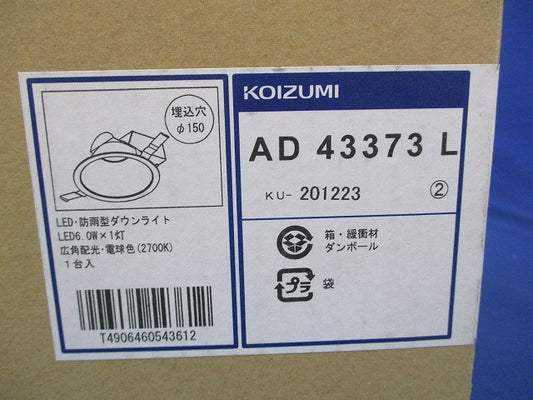 埋込穴
φ150
LED・防雨型ダウンライト
LED6.0W×1灯
広角配光・電球色(2700K)
1台入
T4906460543612
KOIZUMI
AD 43373 L
KU- 201223 ②
箱・緩衝材
ダンボール
プラ 袋